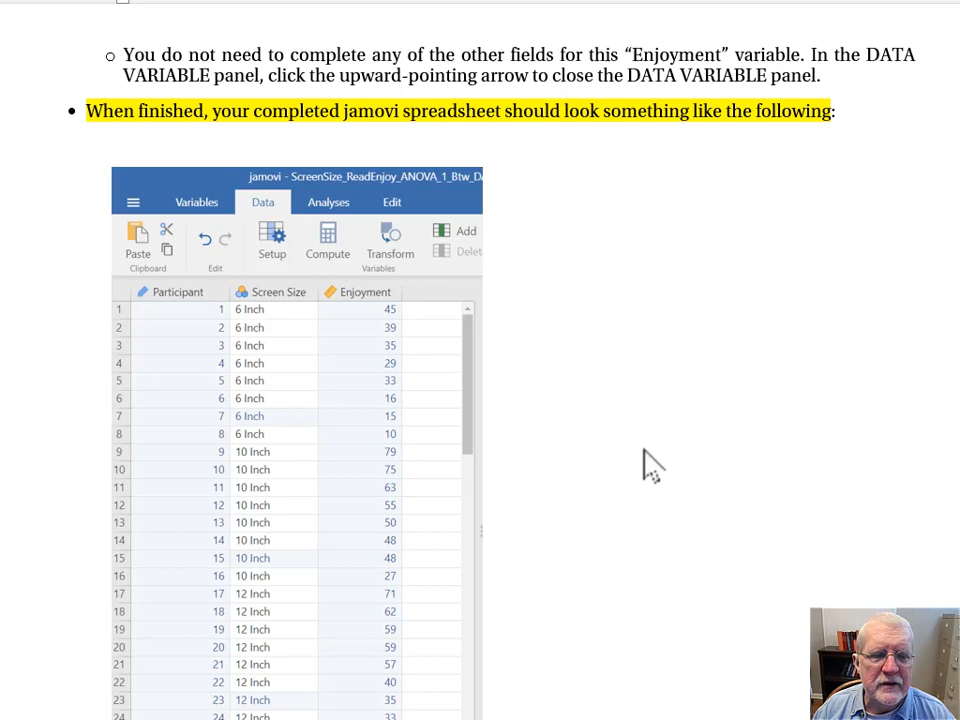 o You do not need to complete any of the other fields for this “Enjoyment” variable. In the DATA
VARIABLE panel, click the upward-pointing arrow to close the DATA VARIABLE panel.
• When finished, your completed jamovi spreadsheet should look something like the following:
jamovi - ScreenSize_ReadEnjoy_ANOVA_1_Btw_D
Variables Data Analyses Edit
Paste Setup Compute Transform Add
Delet
Clipboard Edit Variables
Participant Screen Size Enjoyment
1 1 6 Inch 45
2 2 6 Inch 39
3 3 6 Inch 35
4 4 6 Inch 29
5 5 6 Inch 33
6 6 6 Inch 16
7 7 6 Inch 15
8 8 6 Inch 10
9 9 10 Inch 79
10 10 10 Inch 75
11 11 10 Inch 63
12 12 10 Inch 55
13 13 10 Inch 50
14 14 10 Inch 48
15 15 10 Inch 48
16 16 10 Inch 27
17 17 12 Inch 71
18 18 12 Inch 62
19 19 12 Inch 59
20 20 12 Inch 59
21 21 12 Inch 57
22 22 12 Inch 40
23 23 12 Inch 35
24 24 12 Inch 33